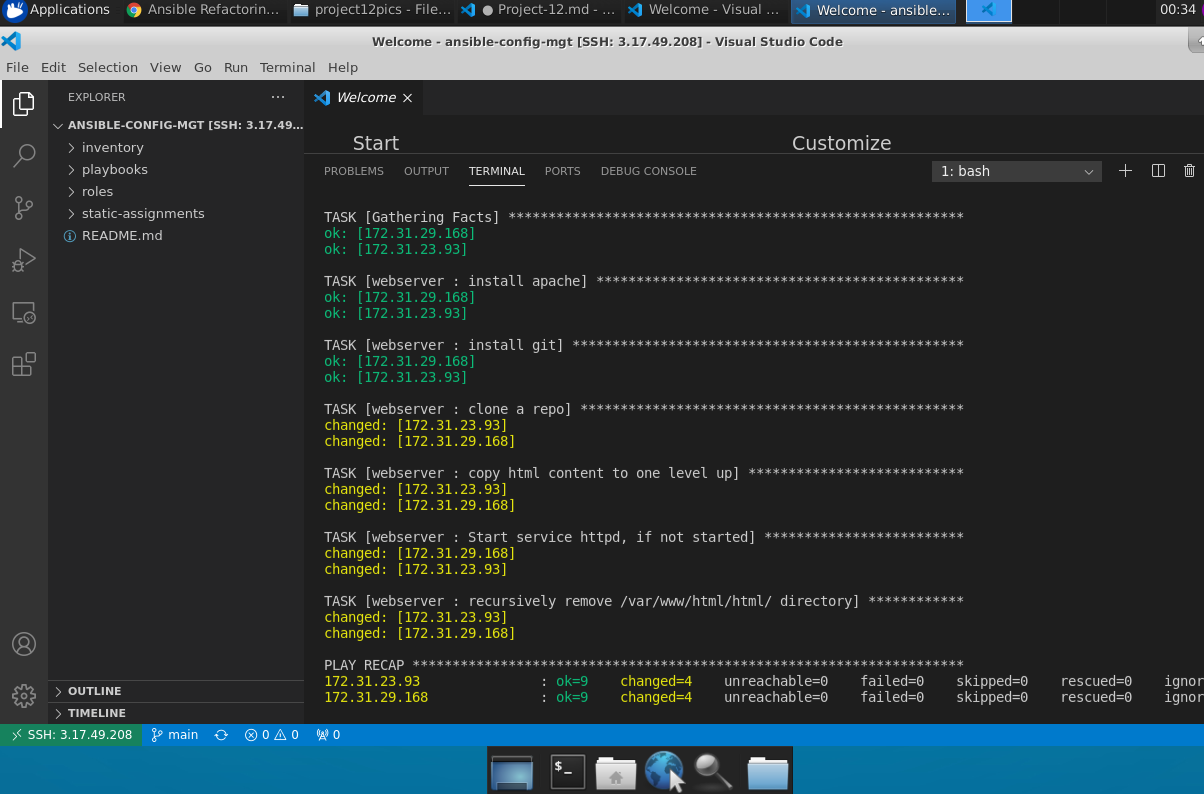 Applications Ansible Refactorin... project12pics - File... ● Project-12.md - ... Welcome - Visual ... Welcome - ansible... 00:34
Welcome - ansible-config-mgt [SSH: 3.17.49.208] - Visual Studio Code
File Edit Selection View Go Run Terminal Help
EXPLORER ...
Welcome
ANSIBLE-CONFIG-MGT [SSH: 3.17.49...
inventory
playbooks
roles
static-assignments
README.md
Start Customize
PROBLEMS OUTPUT TERMINAL PORTS DEBUG CONSOLE 1: bash
TASK [Gathering Facts] *********************************************************
ok: [172.31.29.168]
ok: [172.31.23.93]
TASK [webserver : install apache] **********************************************
ok: [172.31.29.168]
ok: [172.31.23.93]
TASK [webserver : install git] *************************************************
ok: [172.31.29.168]
ok: [172.31.23.93]
TASK [webserver : clone a repo] ************************************************
changed: [172.31.23.93]
changed: [172.31.29.168]
TASK [webserver : copy html content to one level up] ***************************
changed: [172.31.23.93]
changed: [172.31.29.168]
TASK [webserver : Start service httpd, if not started] *************************
changed: [172.31.29.168]
changed: [172.31.23.93]
TASK [webserver : recursively remove /var/www/html/html/ directory] ************
changed: [172.31.23.93]
changed: [172.31.29.168]
PLAY RECAP *********************************************************************
172.31.23.93 : ok=9 changed=4 unreachable=0 failed=0 skipped=0 rescued=0 ignor
172.31.29.168 : ok=9 changed=4 unreachable=0 failed=0 skipped=0 rescued=0 ignor
OUTLINE
TIMELINE
SSH: 3.17.49.208 main 0 0 0
$_